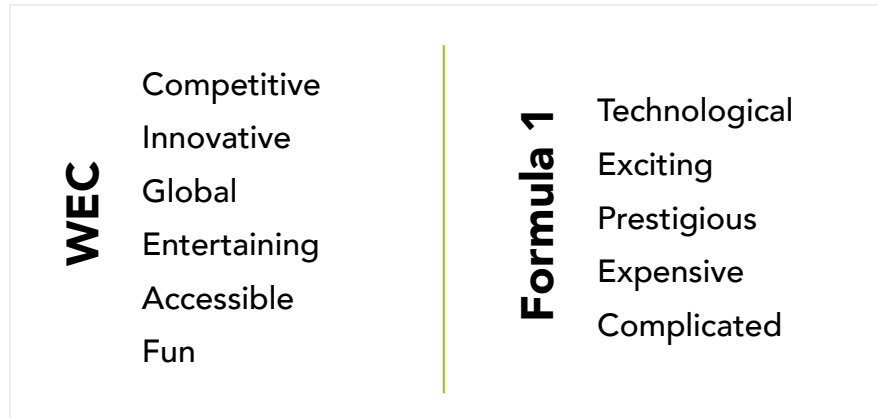 WEC
Competitive
Innovative
Global
Entertaining
Accessible
Fun
Formula 1
Technological
Exciting
Prestigious
Expensive
Complicated